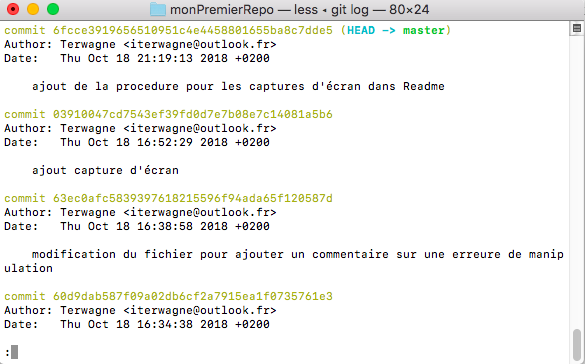 monPremierRepo — less ◂ git log — 80×24
commit 6fcce3919656510951c4e4458801655ba8c7dde5 (HEAD -> master)
Author: Terwagne <iterwagne@outlook.fr>
Date:   Thu Oct 18 21:19:13 2018 +0200
ajout de la procedure pour les captures d'écran dans Readme
commit 03910047cd7543ef39fd0d7e7b08e7c14081a5b6
Author: Terwagne <iterwagne@outlook.fr>
Date:   Thu Oct 18 16:52:29 2018 +0200
ajout capture d'écran
commit 63ec0afc5839397618215596f94ada65f120587d
Author: Terwagne <iterwagne@outlook.fr>
Date:   Thu Oct 18 16:38:58 2018 +0200
modification du fichier pour ajouter un commentaire sur une erreure de manip
ulation
commit 60d9dab587f09a02db6cf2a7915ea1f0735761e3
Author: Terwagne <iterwagne@outlook.fr>
Date:   Thu Oct 18 16:34:38 2018 +0200
: